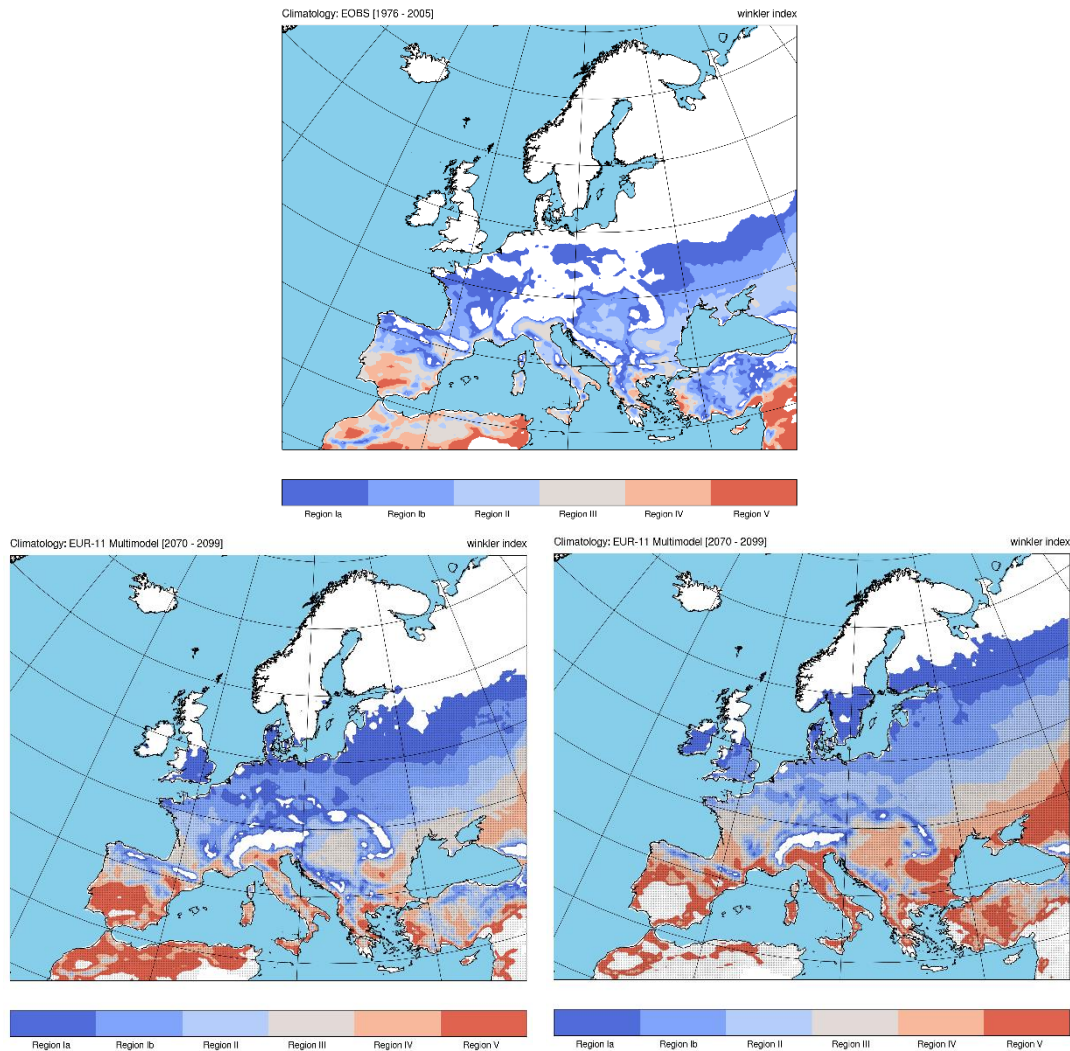 Climatology: EOBS [1976 - 2005] winkler index
Region Ia Region Ib Region II Region III Region IV Region V
Climatology: EUR-11 Multimodel [2070 - 2099] winkler index
Region Ia Region Ib Region II Region III Region IV Region V
Climatology: EUR-11 Multimodel [2070 - 2099] winkler index
Region Ia Region Ib Region II Region III Region IV Region V